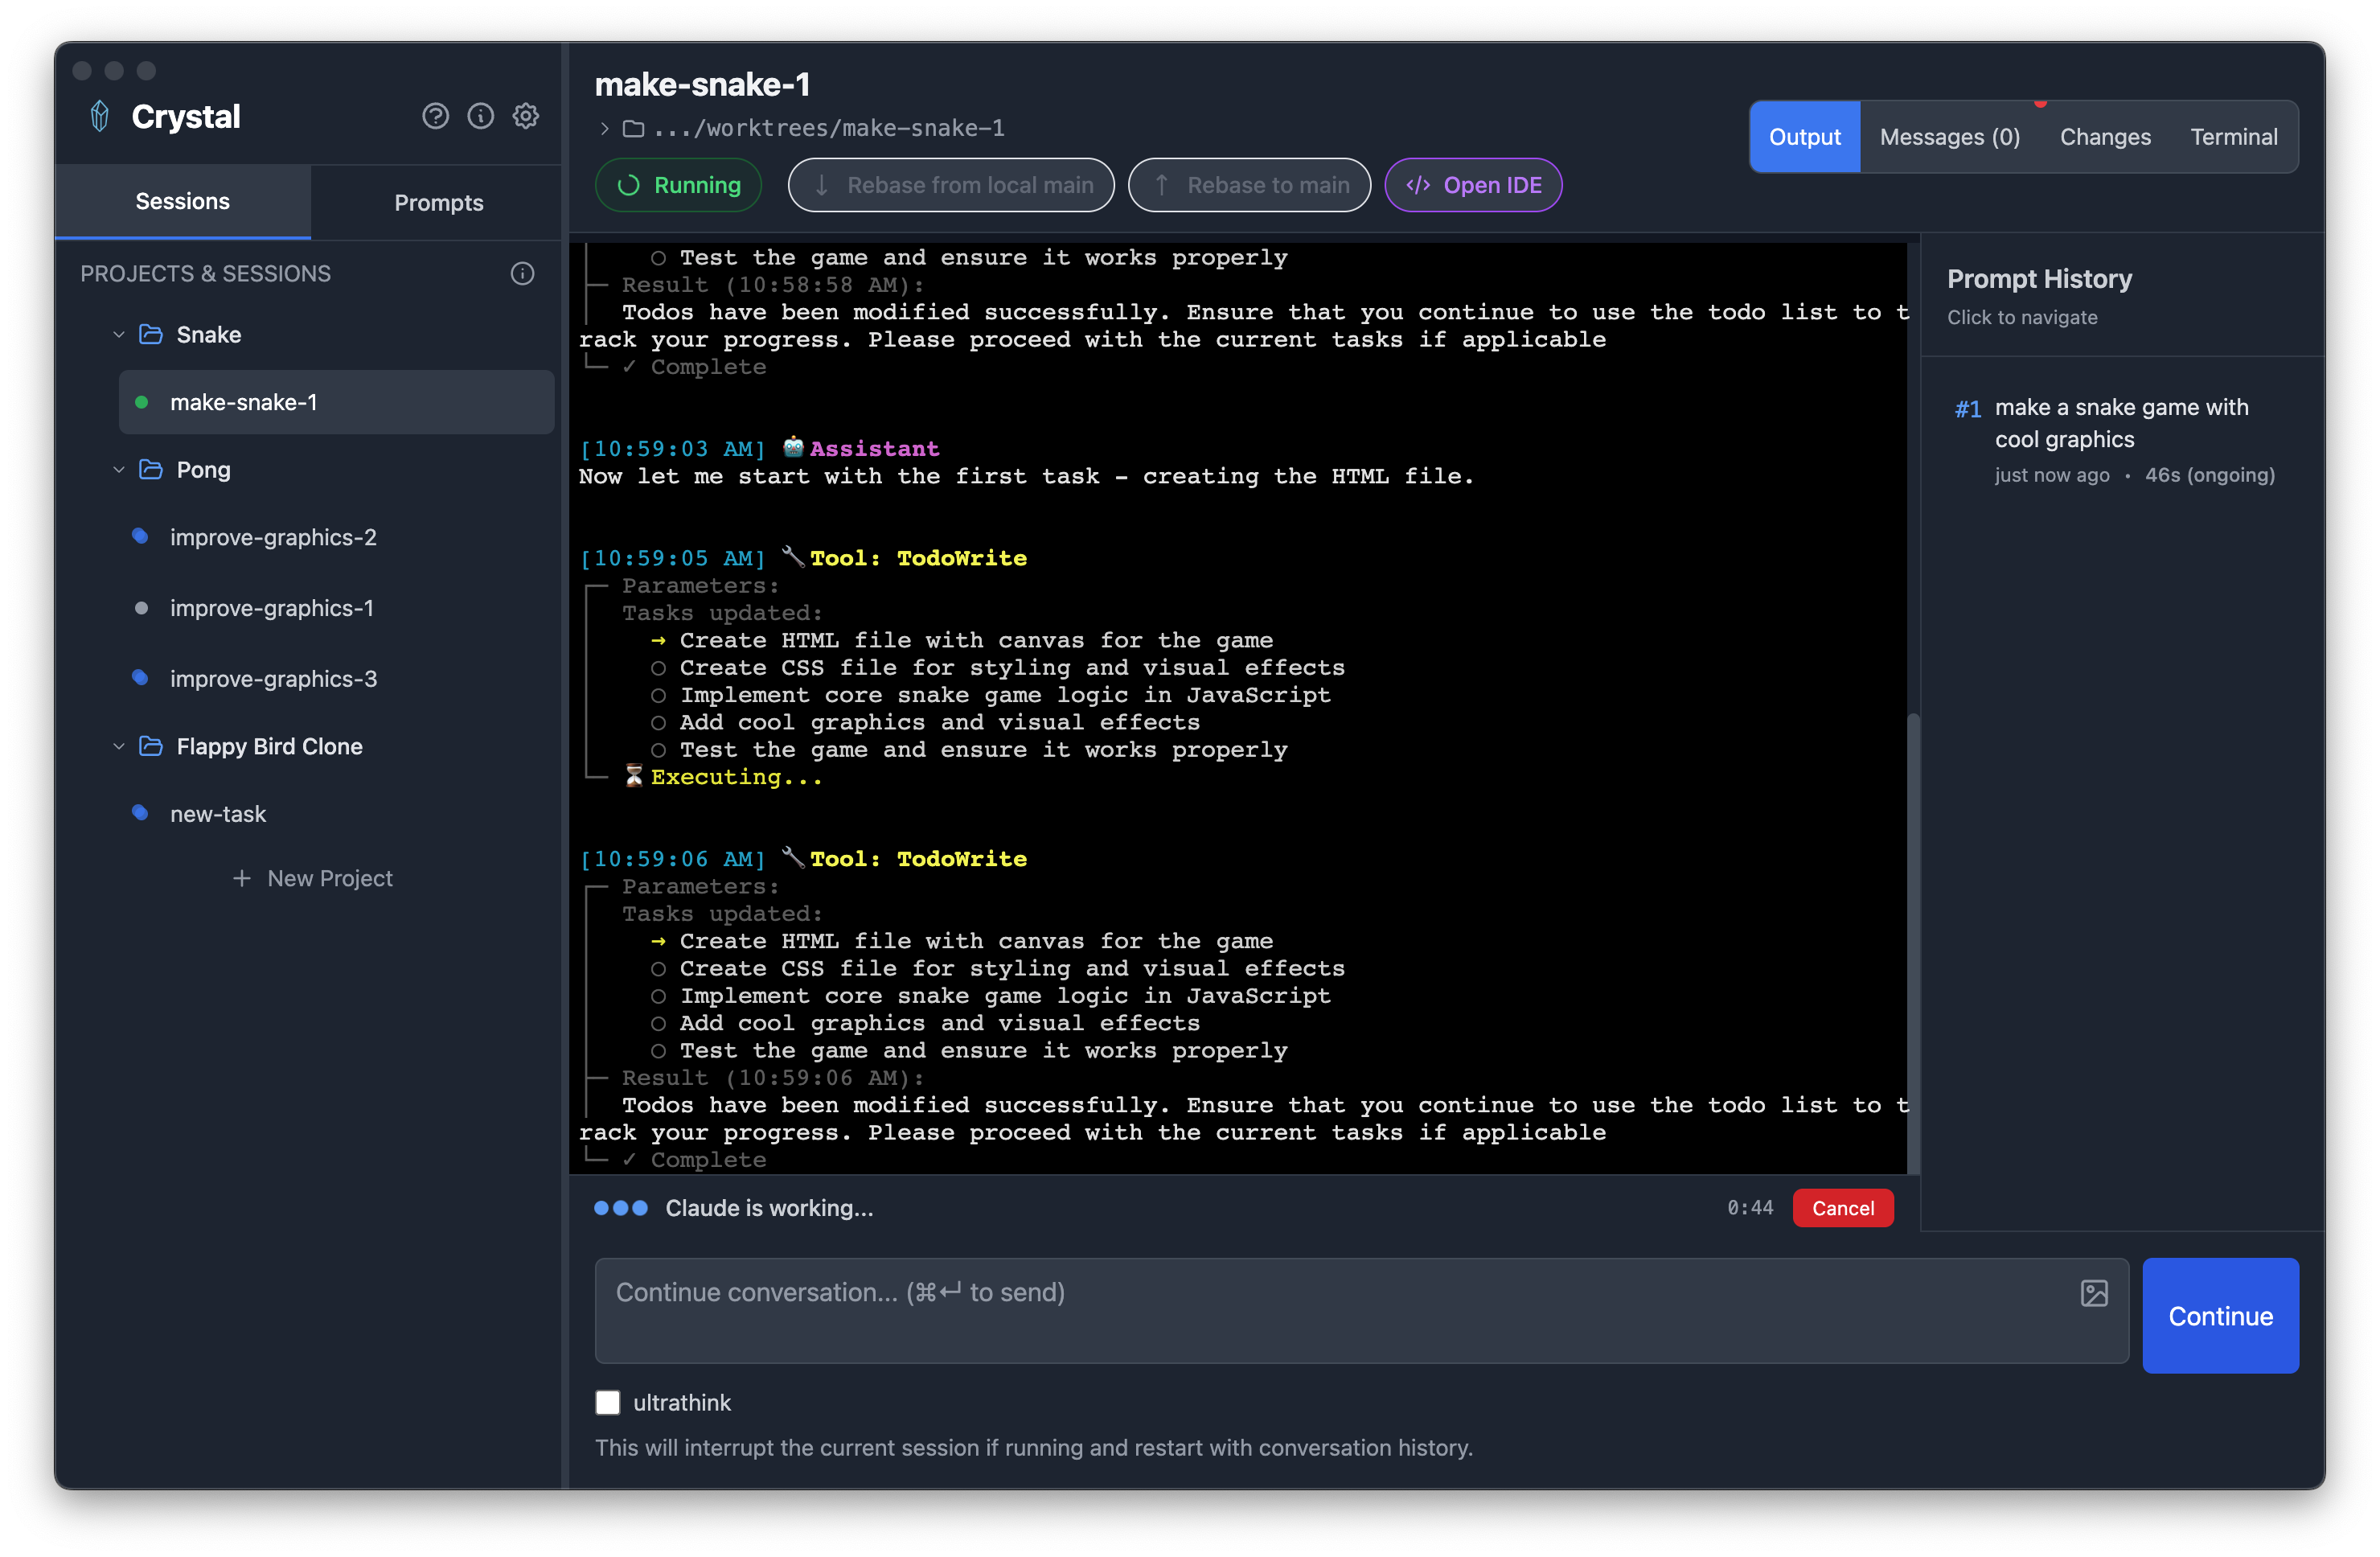 Crystal
Sessions
Prompts
PROJECTS & SESSIONS
Snake
make-snake-1
Pong
improve-graphics-2
improve-graphics-1
improve-graphics-3
Flappy Bird Clone
new-task
+ New Project
make-snake-1
.../worktrees/make-snake-1
Running
↓ Rebase from local main
↑ Rebase to main
</> Open IDE
Output
Messages (0)
Changes
Terminal
○ Test the game and ensure it works properly
├─ Result (10:58:58 AM):
│  Todos have been modified successfully. Ensure that you continue to use the todo list to t
rack your progress. Please proceed with the current tasks if applicable
└─ ✓ Complete
[10:59:03 AM] 🤖 Assistant
Now let me start with the first task - creating the HTML file.
[10:59:05 AM] 🔧 Tool: TodoWrite
┌─ Parameters:
│  Tasks updated:
│    → Create HTML file with canvas for the game
│    ○ Create CSS file for styling and visual effects
│    ○ Implement core snake game logic in JavaScript
│    ○ Add cool graphics and visual effects
│    ○ Test the game and ensure it works properly
└─ ⏳ Executing...
[10:59:06 AM] 🔧 Tool: TodoWrite
┌─ Parameters:
│  Tasks updated:
│    → Create HTML file with canvas for the game
│    ○ Create CSS file for styling and visual effects
│    ○ Implement core snake game logic in JavaScript
│    ○ Add cool graphics and visual effects
│    ○ Test the game and ensure it works properly
├─ Result (10:59:06 AM):
│  Todos have been modified successfully. Ensure that you continue to use the todo list to t
rack your progress. Please proceed with the current tasks if applicable
└─ ✓ Complete
Claude is working...
0:44
Cancel
Prompt History
Click to navigate
#1 make a snake game with
cool graphics
just now ago • 46s (ongoing)
Continue conversation... (⌘↵ to send)
Continue
ultrathink
This will interrupt the current session if running and restart with conversation history.